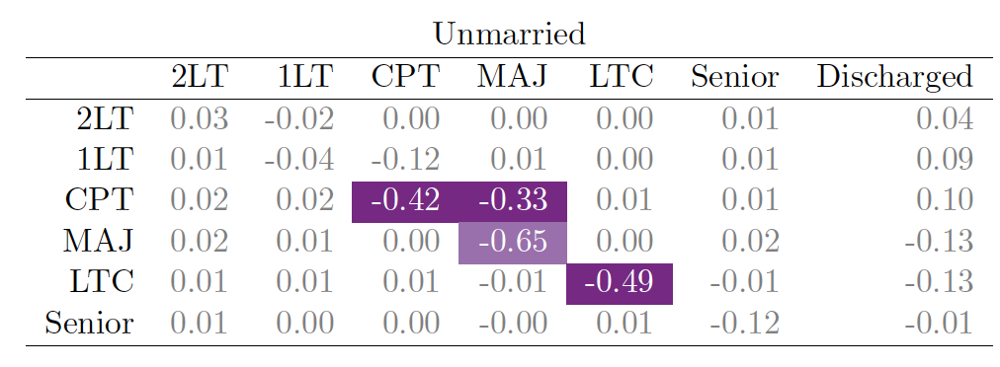 Unmarried
2LT 1LT CPT MAJ LTC Senior Discharged
2LT 0.03 -0.02 0.00 0.00 0.00 0.01 0.04
1LT 0.01 -0.04 -0.12 0.01 0.00 0.01 0.09
CPT 0.02 0.02 -0.42 -0.33 0.01 0.01 0.10
MAJ 0.02 0.01 0.00 -0.65 0.00 0.02 -0.13
LTC 0.01 0.01 0.01 -0.01 -0.49 -0.01 -0.13
Senior 0.01 0.00 0.00 -0.00 0.01 -0.12 -0.01